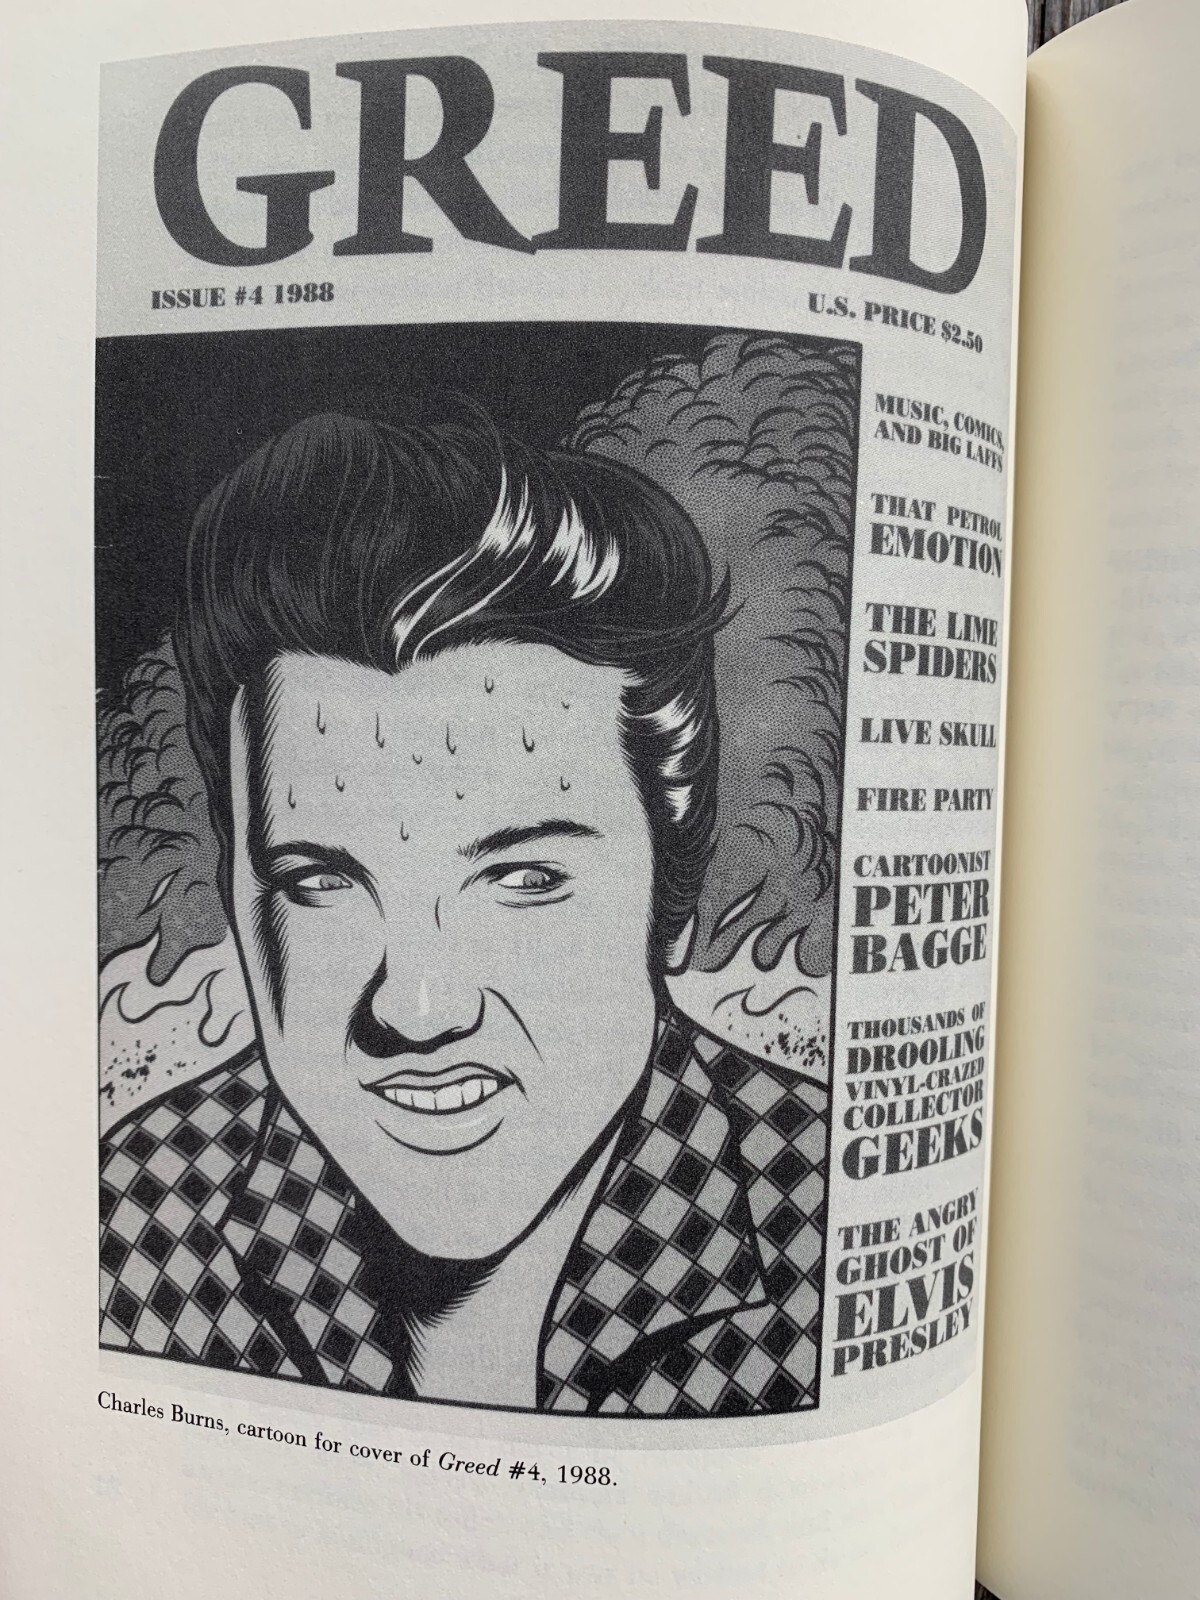 GREED
ISSUE #4 1988
U.S. PRICE $2.50
MUSIC, COMICS,
AND BIG LAFFS
THAT PETROL
EMOTION
THE LIME
SPIDERS
LIVE SKULL
FIRE PARTY
CARTOONIST
PETER
BAGGE
THOUSANDS OF
DROOLING
VINYL-CRAZED
COLLECTOR
GEEKS
THE ANGRY
GHOST OF
ELVIS
PRESLEY
Charles Burns, cartoon for cover of Greed #4, 1988.